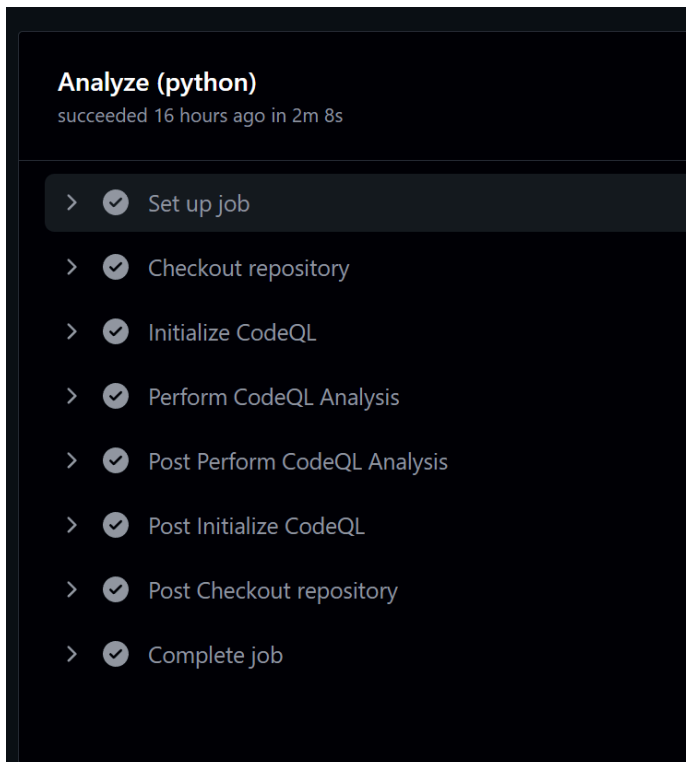 Analyze (python)
succeeded 16 hours ago in 2m 8s
Set up job
Checkout repository
Initialize CodeQL
Perform CodeQL Analysis
Post Perform CodeQL Analysis
Post Initialize CodeQL
Post Checkout repository
Complete job